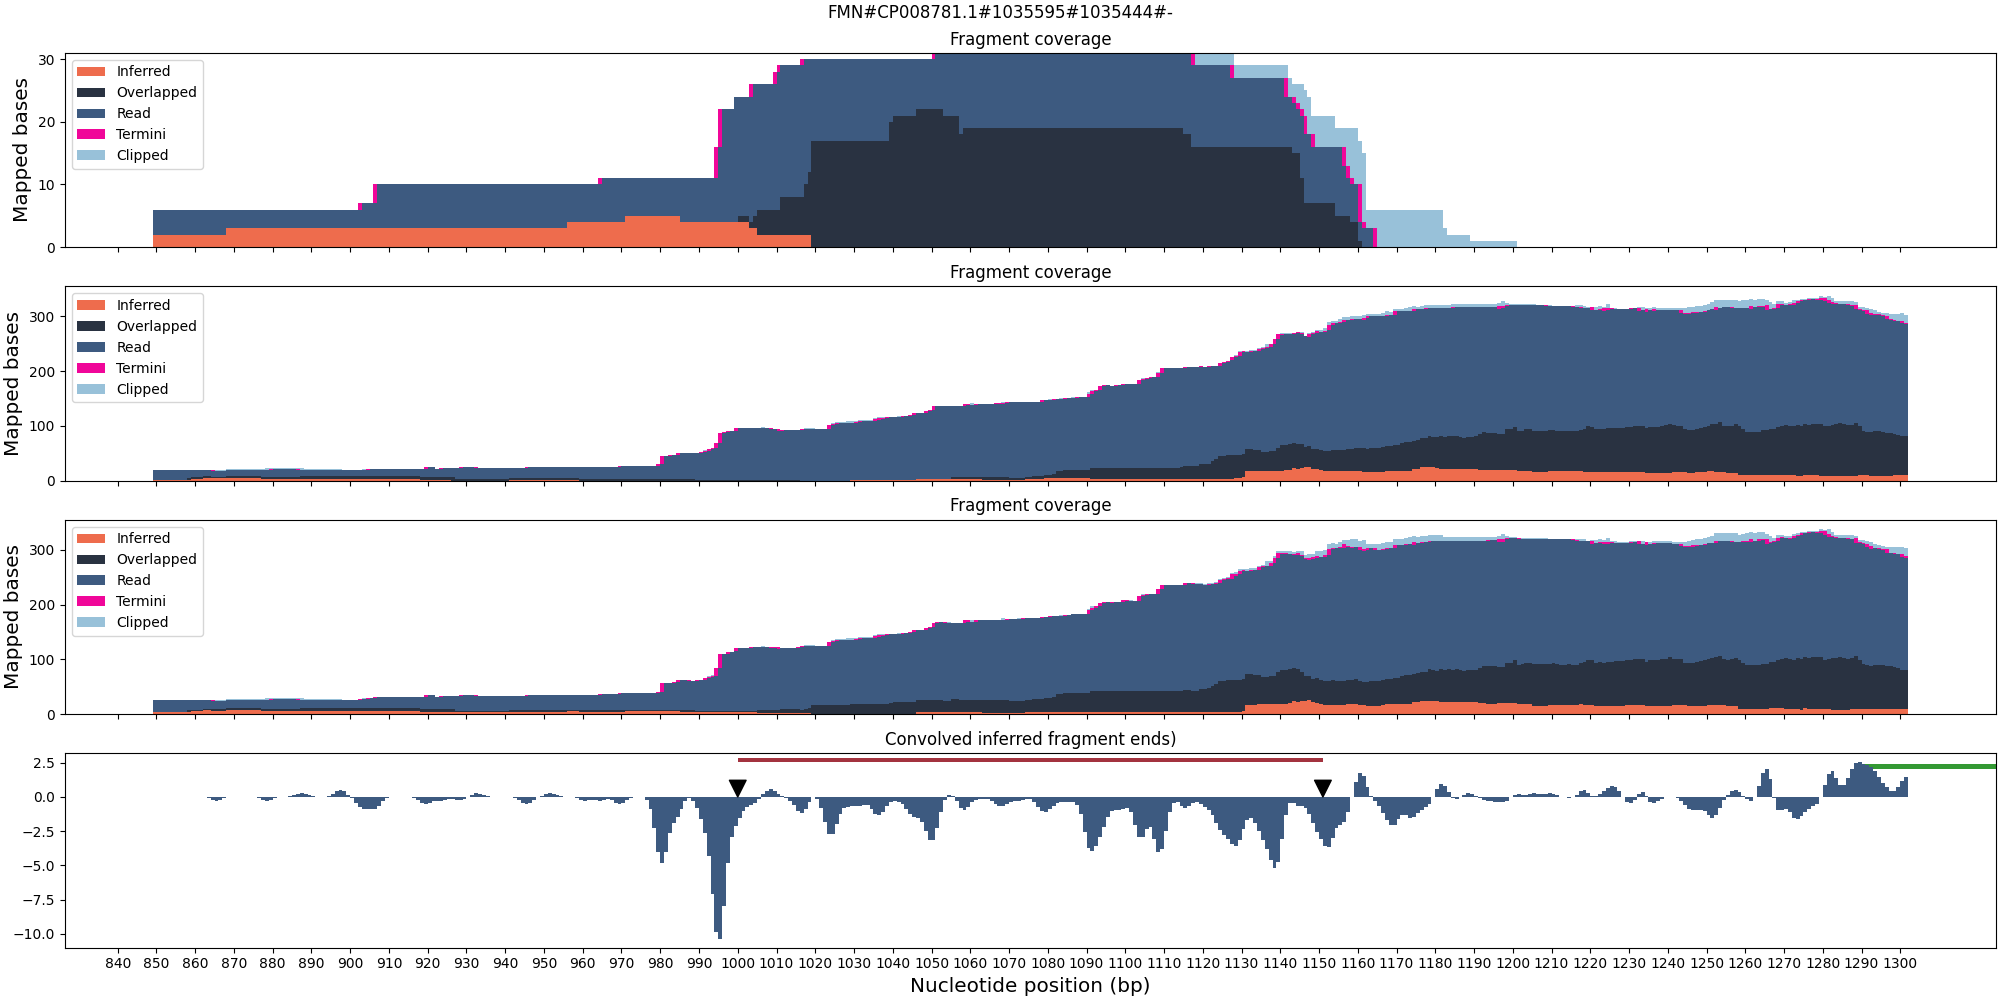 FMN#CP008781.1#1035595#1035444#-
Fragment coverage
Mapped bases
30
20
10
0
Inferred
Overlapped
Read
Termini
Clipped
Fragment coverage
Mapped bases
300
200
100
0
Inferred
Overlapped
Read
Termini
Clipped
Fragment coverage
Mapped bases
300
200
100
0
Inferred
Overlapped
Read
Termini
Clipped
Convolved inferred fragment ends)
2.5
0.0
−2.5
−5.0
−7.5
−10.0
840 850 860 870 880 890 900 910 920 930 940 950 960 970 980 990 1000 1010 1020 1030 1040 1050 1060 1070 1080 1090 1100 1110 1120 1130 1140 1150 1160 1170 1180 1190 1200 1210 1220 1230 1240 1250 1260 1270 1280 1290 1300
Nucleotide position (bp)